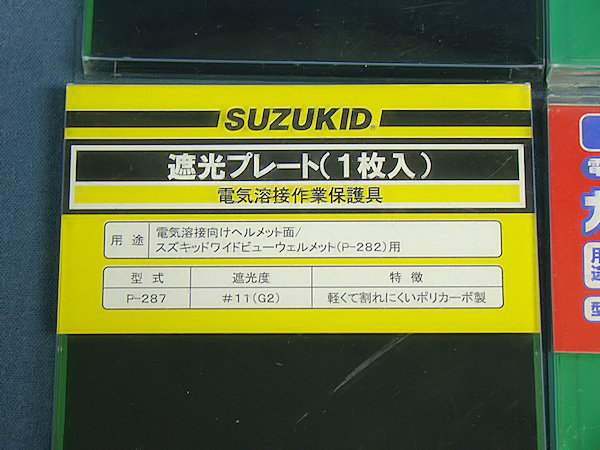 SUZUKID®
遮光プレート(1枚入)
電気溶接作業保護具
用途
電気溶接向けヘルメット面/
スズキッドワイドビューウェルメット(P-282)用
型式 遮光度 特徴
P-287 #11(G2) 軽くて割れにくいポリカーボ製
用
型